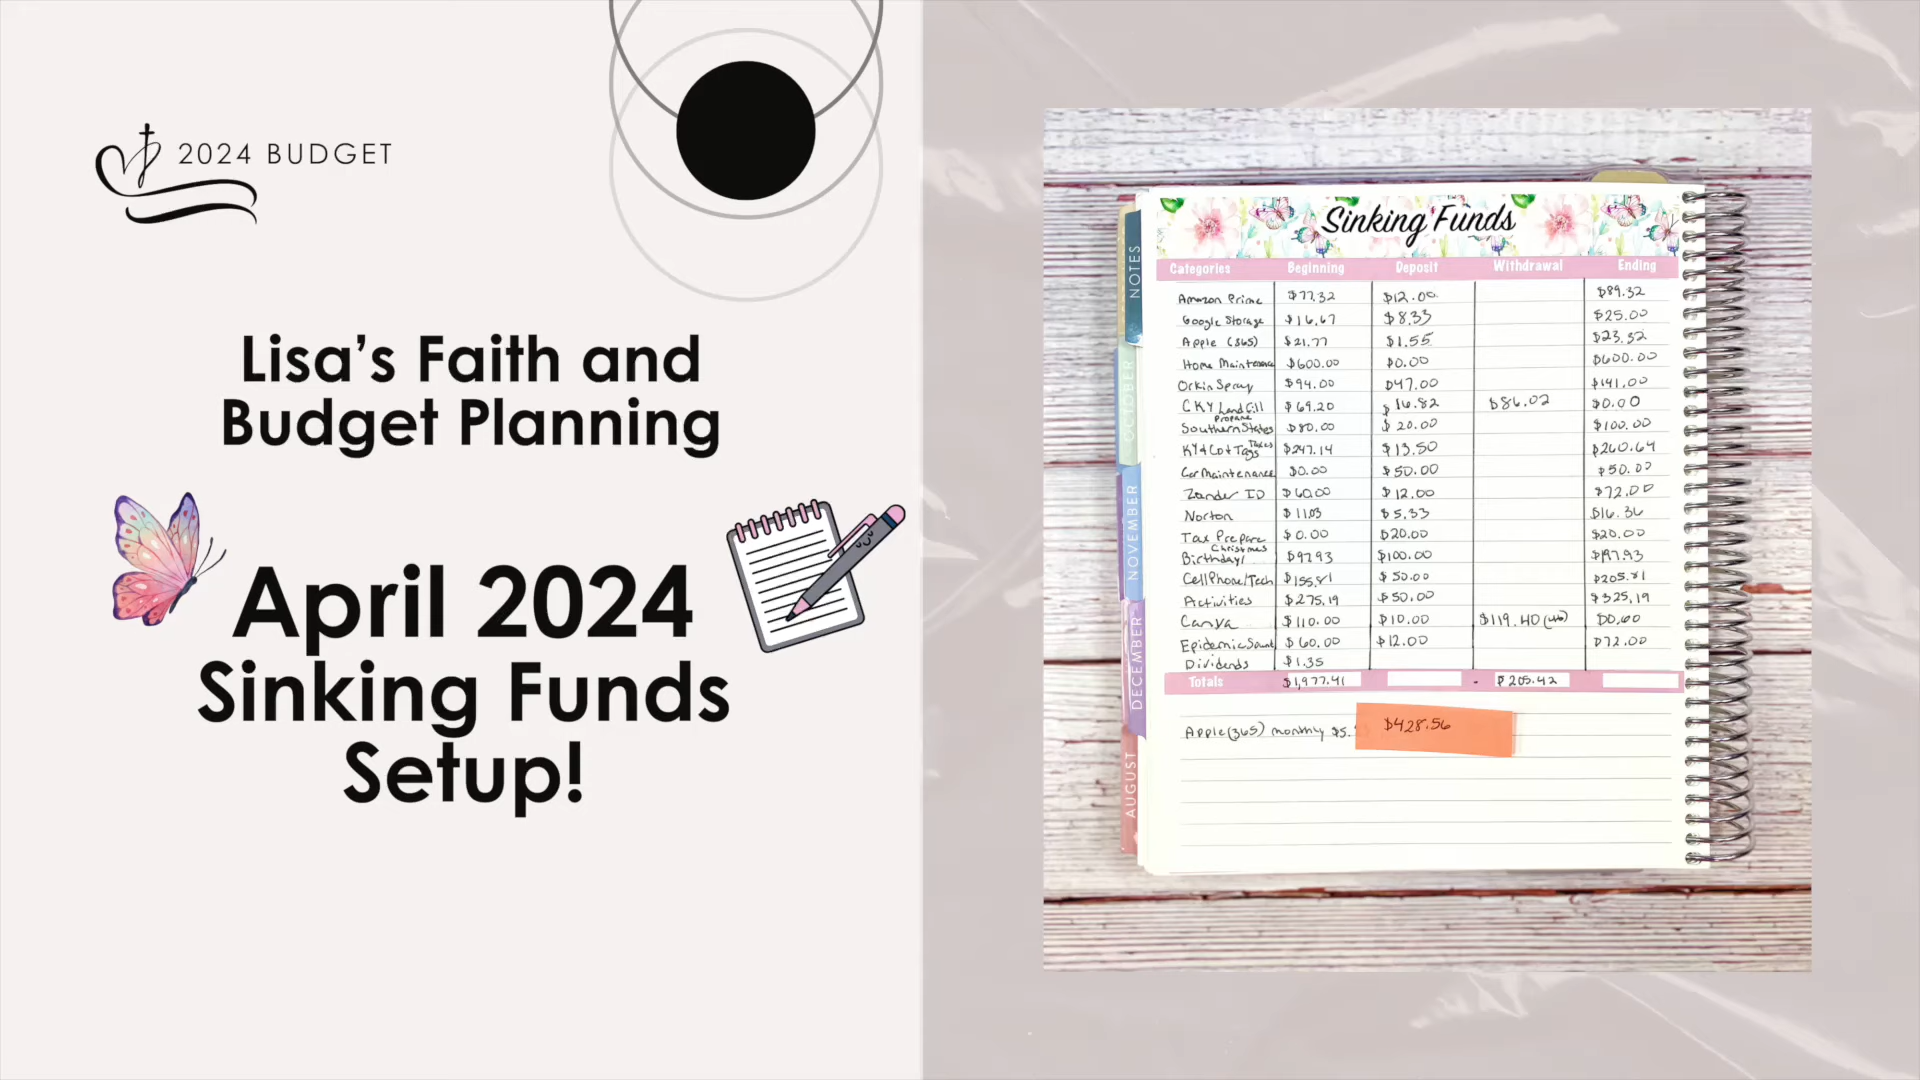 2024 BUDGET
Lisa's Faith and
Budget Planning
April 2024
Sinking Funds
Setup!
NOTES
OCTOBER
NOVEMBER
DECEMBER
AUGUST
Sinking Funds
Categories Beginning Deposit Withdrawal Ending
Amazon Prime $77.32 $12.00 $89.32
Google Storage $16.67 $8.33 $25.00
Apple (365) $21.77 $1.55 $23.32
Home Maintenance $600.00 $0.00 $600.00
Orkin Spray $94.00 $47.00 $141.00
CKY Landfill $69.20 $16.82 $86.02 $0.00
Propane
Southern States $80.00 $20.00 $100.00
Taxes
KY & Co + Tags $247.14 $13.50 $260.64
Car Maintenance $0.00 $50.00 $50.00
Zander ID $60.00 $12.00 $72.00
Norton $11.03 $5.33 $16.36
Tax Prepare $0.00 $20.00 $20.00
Christmas
Birthday/ $97.93 $100.00 $197.93
Cell Phone/Tech $155.81 $50.00 $205.81
Activities $275.19 $50.00 $325.19
Canva $110.00 $10.00 $119.40 $0.60
Epidemic Sound $60.00 $12.00 $72.00
Dividends $1.35
Totals $1,977.41 - $205.42
Apple (365) monthly $5.
$428.56